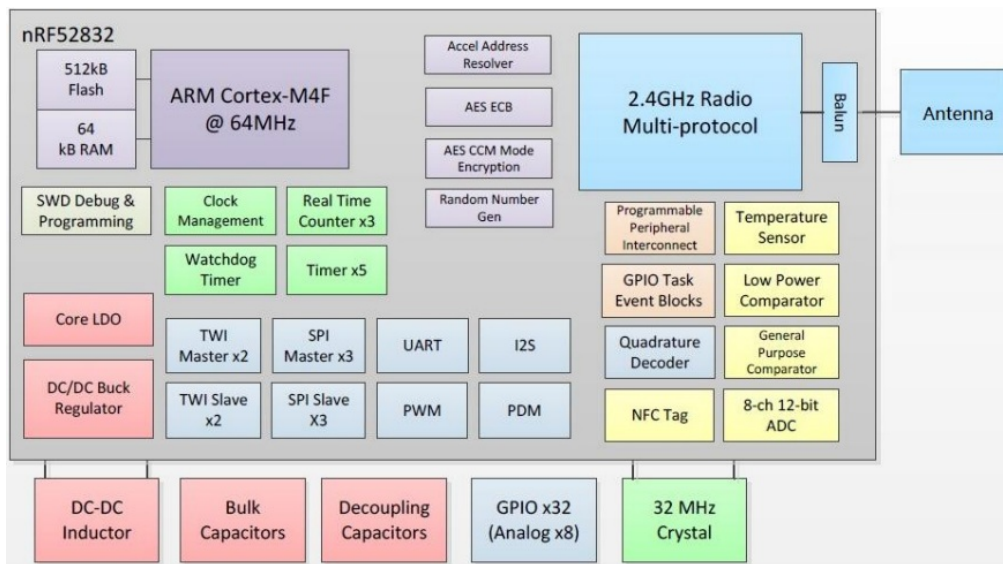 nRF52832
512kB
Flash
64
kB RAM
ARM Cortex-M4F
@ 64MHz
Accel Address
Resolver
AES ECB
AES CCM Mode
Encryption
Random Number
Gen
2.4GHz Radio
Multi-protocol
Balun
Antenna
SWD Debug &
Programming
Clock
Management
Real Time
Counter x3
Watchdog
Timer
Timer x5
Programmable
Peripheral
Interconnect
Temperature
Sensor
GPIO Task
Event Blocks
Low Power
Comparator
Core LDO
DC/DC Buck
Regulator
TWI
Master x2
SPI
Master x3
UART
I2S
Quadrature
Decoder
General
Purpose
Comparator
TWI Slave
x2
SPI Slave
X3
PWM
PDM
NFC Tag
8-ch 12-bit
ADC
DC-DC
Inductor
Bulk
Capacitors
Decoupling
Capacitors
GPIO x32
(Analog x8)
32 MHz
Crystal